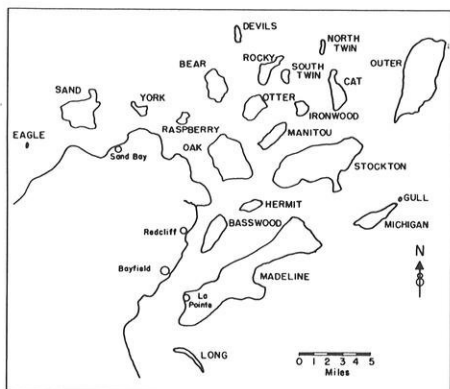 DEVILS
NORTH
TWIN
ROCKY
OUTER
BEAR
SOUTH
TWIN
CAT
SAND
YORK
OTTER
IRONWOOD
RASPBERRY
MANITOU
EAGLE
OAK
Sand Bay
STOCKTON
GULL
HERMIT
MICHIGAN
BASSWOOD
Redcliff
N
Bayfield
MADELINE
La
Pointe
LONG
0 1 2 3 4 5
Miles